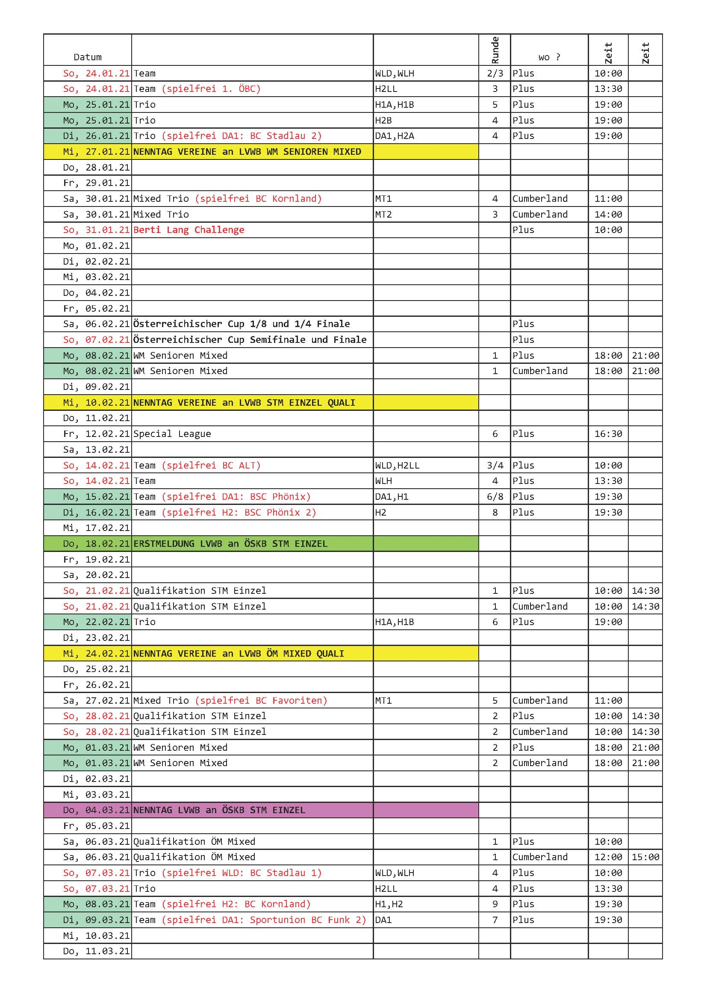 Datum Runde wo ? Zeit Zeit
So, 24.01.21 Team WLD,WLH 2/3 Plus 10:00
So, 24.01.21 Team (spielfrei 1. ÖBC) H2LL 3 Plus 13:30
Mo, 25.01.21 Trio H1A,H1B 5 Plus 19:00
Mo, 25.01.21 Trio H2B 4 Plus 19:00
Di, 26.01.21 Trio (spielfrei DA1: BC Stadlau 2) DA1,H2A 4 Plus 19:00
Mi, 27.01.21 NENNTAG VEREINE an LVWB WM SENIOREN MIXED
Do, 28.01.21
Fr, 29.01.21
Sa, 30.01.21 Mixed Trio (spielfrei BC Kornland) MT1 4 Cumberland 11:00
Sa, 30.01.21 Mixed Trio MT2 3 Cumberland 14:00
So, 31.01.21 Berti Lang Challenge Plus 10:00
Mo, 01.02.21
Di, 02.02.21
Mi, 03.02.21
Do, 04.02.21
Fr, 05.02.21
Sa, 06.02.21 Österreichischer Cup 1/8 und 1/4 Finale Plus
So, 07.02.21 Österreichischer Cup Semifinale und Finale Plus
Mo, 08.02.21 WM Senioren Mixed 1 Plus 18:00 21:00
Mo, 08.02.21 WM Senioren Mixed 1 Cumberland 18:00 21:00
Di, 09.02.21
Mi, 10.02.21 NENNTAG VEREINE an LVWB STM EINZEL QUALI
Do, 11.02.21
Fr, 12.02.21 Special League 6 Plus 16:30
Sa, 13.02.21
So, 14.02.21 Team (spielfrei BC ALT) WLD,H2LL 3/4 Plus 10:00
So, 14.02.21 Team WLH 4 Plus 13:30
Mo, 15.02.21 Team (spielfrei DA1: BSC Phönix) DA1,H1 6/8 Plus 19:30
Di, 16.02.21 Team (spielfrei H2: BSC Phönix 2) H2 8 Plus 19:30
Mi, 17.02.21
Do, 18.02.21 ERSTMELDUNG LVWB an ÖSKB STM EINZEL
Fr, 19.02.21
Sa, 20.02.21
So, 21.02.21 Qualifikation STM Einzel 1 Plus 10:00 14:30
So, 21.02.21 Qualifikation STM Einzel 1 Cumberland 10:00 14:30
Mo, 22.02.21 Trio H1A,H1B 6 Plus 19:00
Di, 23.02.21
Mi, 24.02.21 NENNTAG VEREINE an LVWB ÖM MIXED QUALI
Do, 25.02.21
Fr, 26.02.21
Sa, 27.02.21 Mixed Trio (spielfrei BC Favoriten) MT1 5 Cumberland 11:00
So, 28.02.21 Qualifikation STM Einzel 2 Plus 10:00 14:30
So, 28.02.21 Qualifikation STM Einzel 2 Cumberland 10:00 14:30
Mo, 01.03.21 WM Senioren Mixed 2 Plus 18:00 21:00
Mo, 01.03.21 WM Senioren Mixed 2 Cumberland 18:00 21:00
Di, 02.03.21
Mi, 03.03.21
Do, 04.03.21 NENNTAG LVWB an ÖSKB STM EINZEL
Fr, 05.03.21
Sa, 06.03.21 Qualifikation ÖM Mixed 1 Plus 10:00
Sa, 06.03.21 Qualifikation ÖM Mixed 1 Cumberland 12:00 15:00
So, 07.03.21 Trio (spielfrei WLD: BC Stadlau 1) WLD,WLH 4 Plus 10:00
So, 07.03.21 Trio H2LL 4 Plus 13:30
Mo, 08.03.21 Team (spielfrei H2: BC Kornland) H1,H2 9 Plus 19:30
Di, 09.03.21 Team (spielfrei DA1: Sportunion BC Funk 2) DA1 7 Plus 19:30
Mi, 10.03.21
Do, 11.03.21